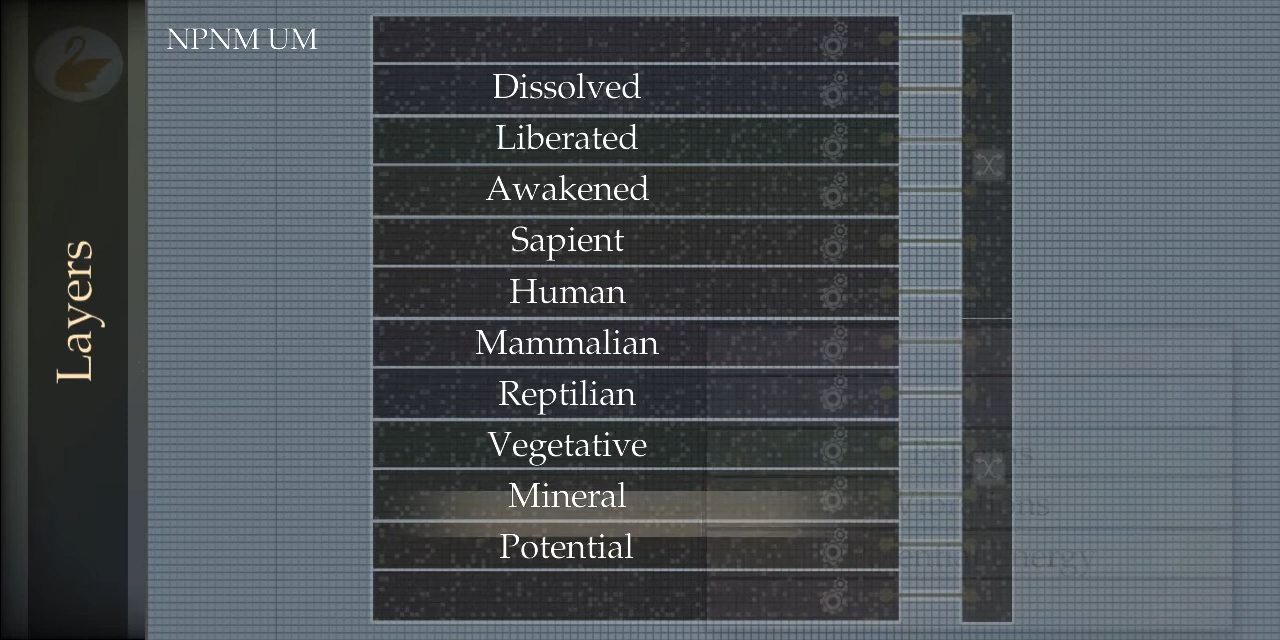 NPNM UM
Dissolved
Liberated
Awakened
Sapient
Human
Mammalian
Reptilian
Vegetative
Mineral
Potential
Layers